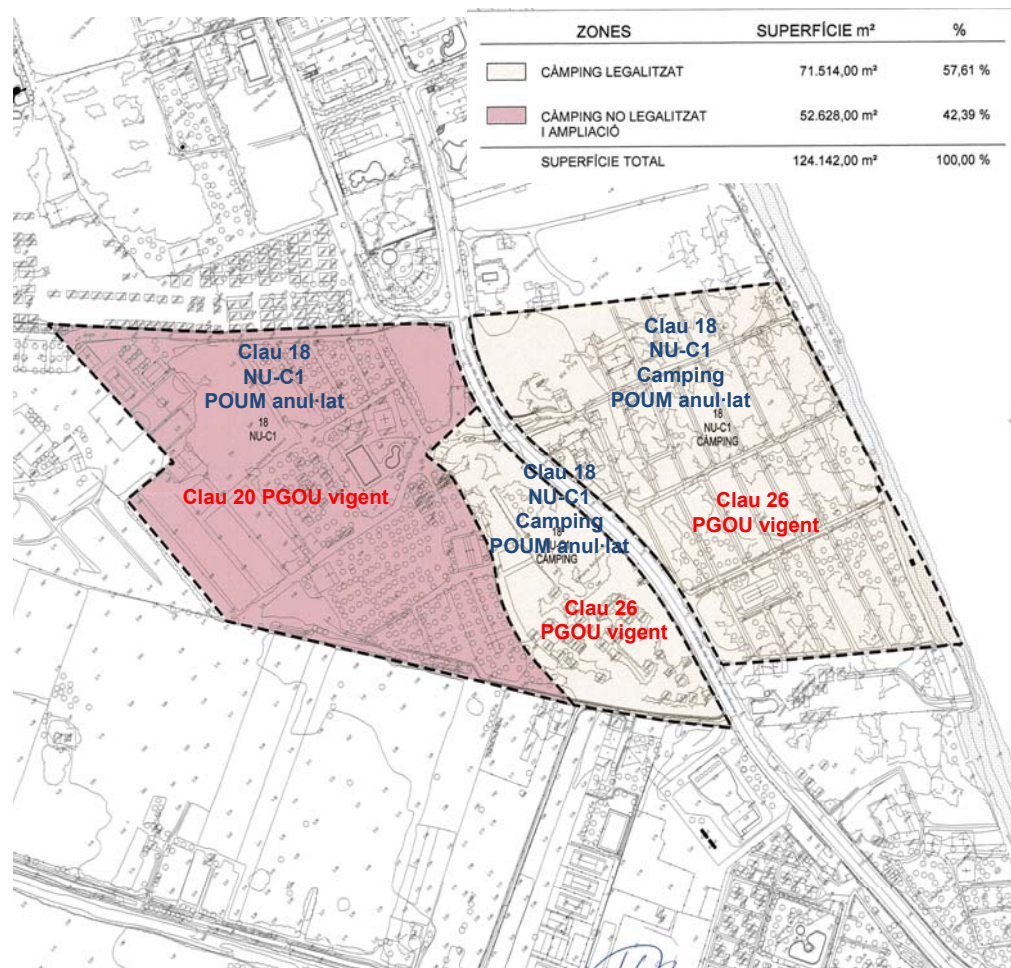 ZONES SUPERFÍCIE m² %
CÀMPING LEGALITZAT 71.514,00 m² 57,61 %
CÀMPING NO LEGALITZAT 52.628,00 m² 42,39 %
I AMPLIACIÓ
SUPERFÍCIE TOTAL 124.142,00 m² 100,00 %
Clau 18
NU-C1
POUM anul·lat
18
NU-C1
Clau 20 PGOU vigent
Clau 18
NU-C1
Camping
POUM anul·lat
18
NU-C1
CÀMPING
Clau 26
PGOU vigent
Clau 18
NU-C1
Camping
POUM anul·lat
18
CÀMPING
Clau 26
PGOU vigent